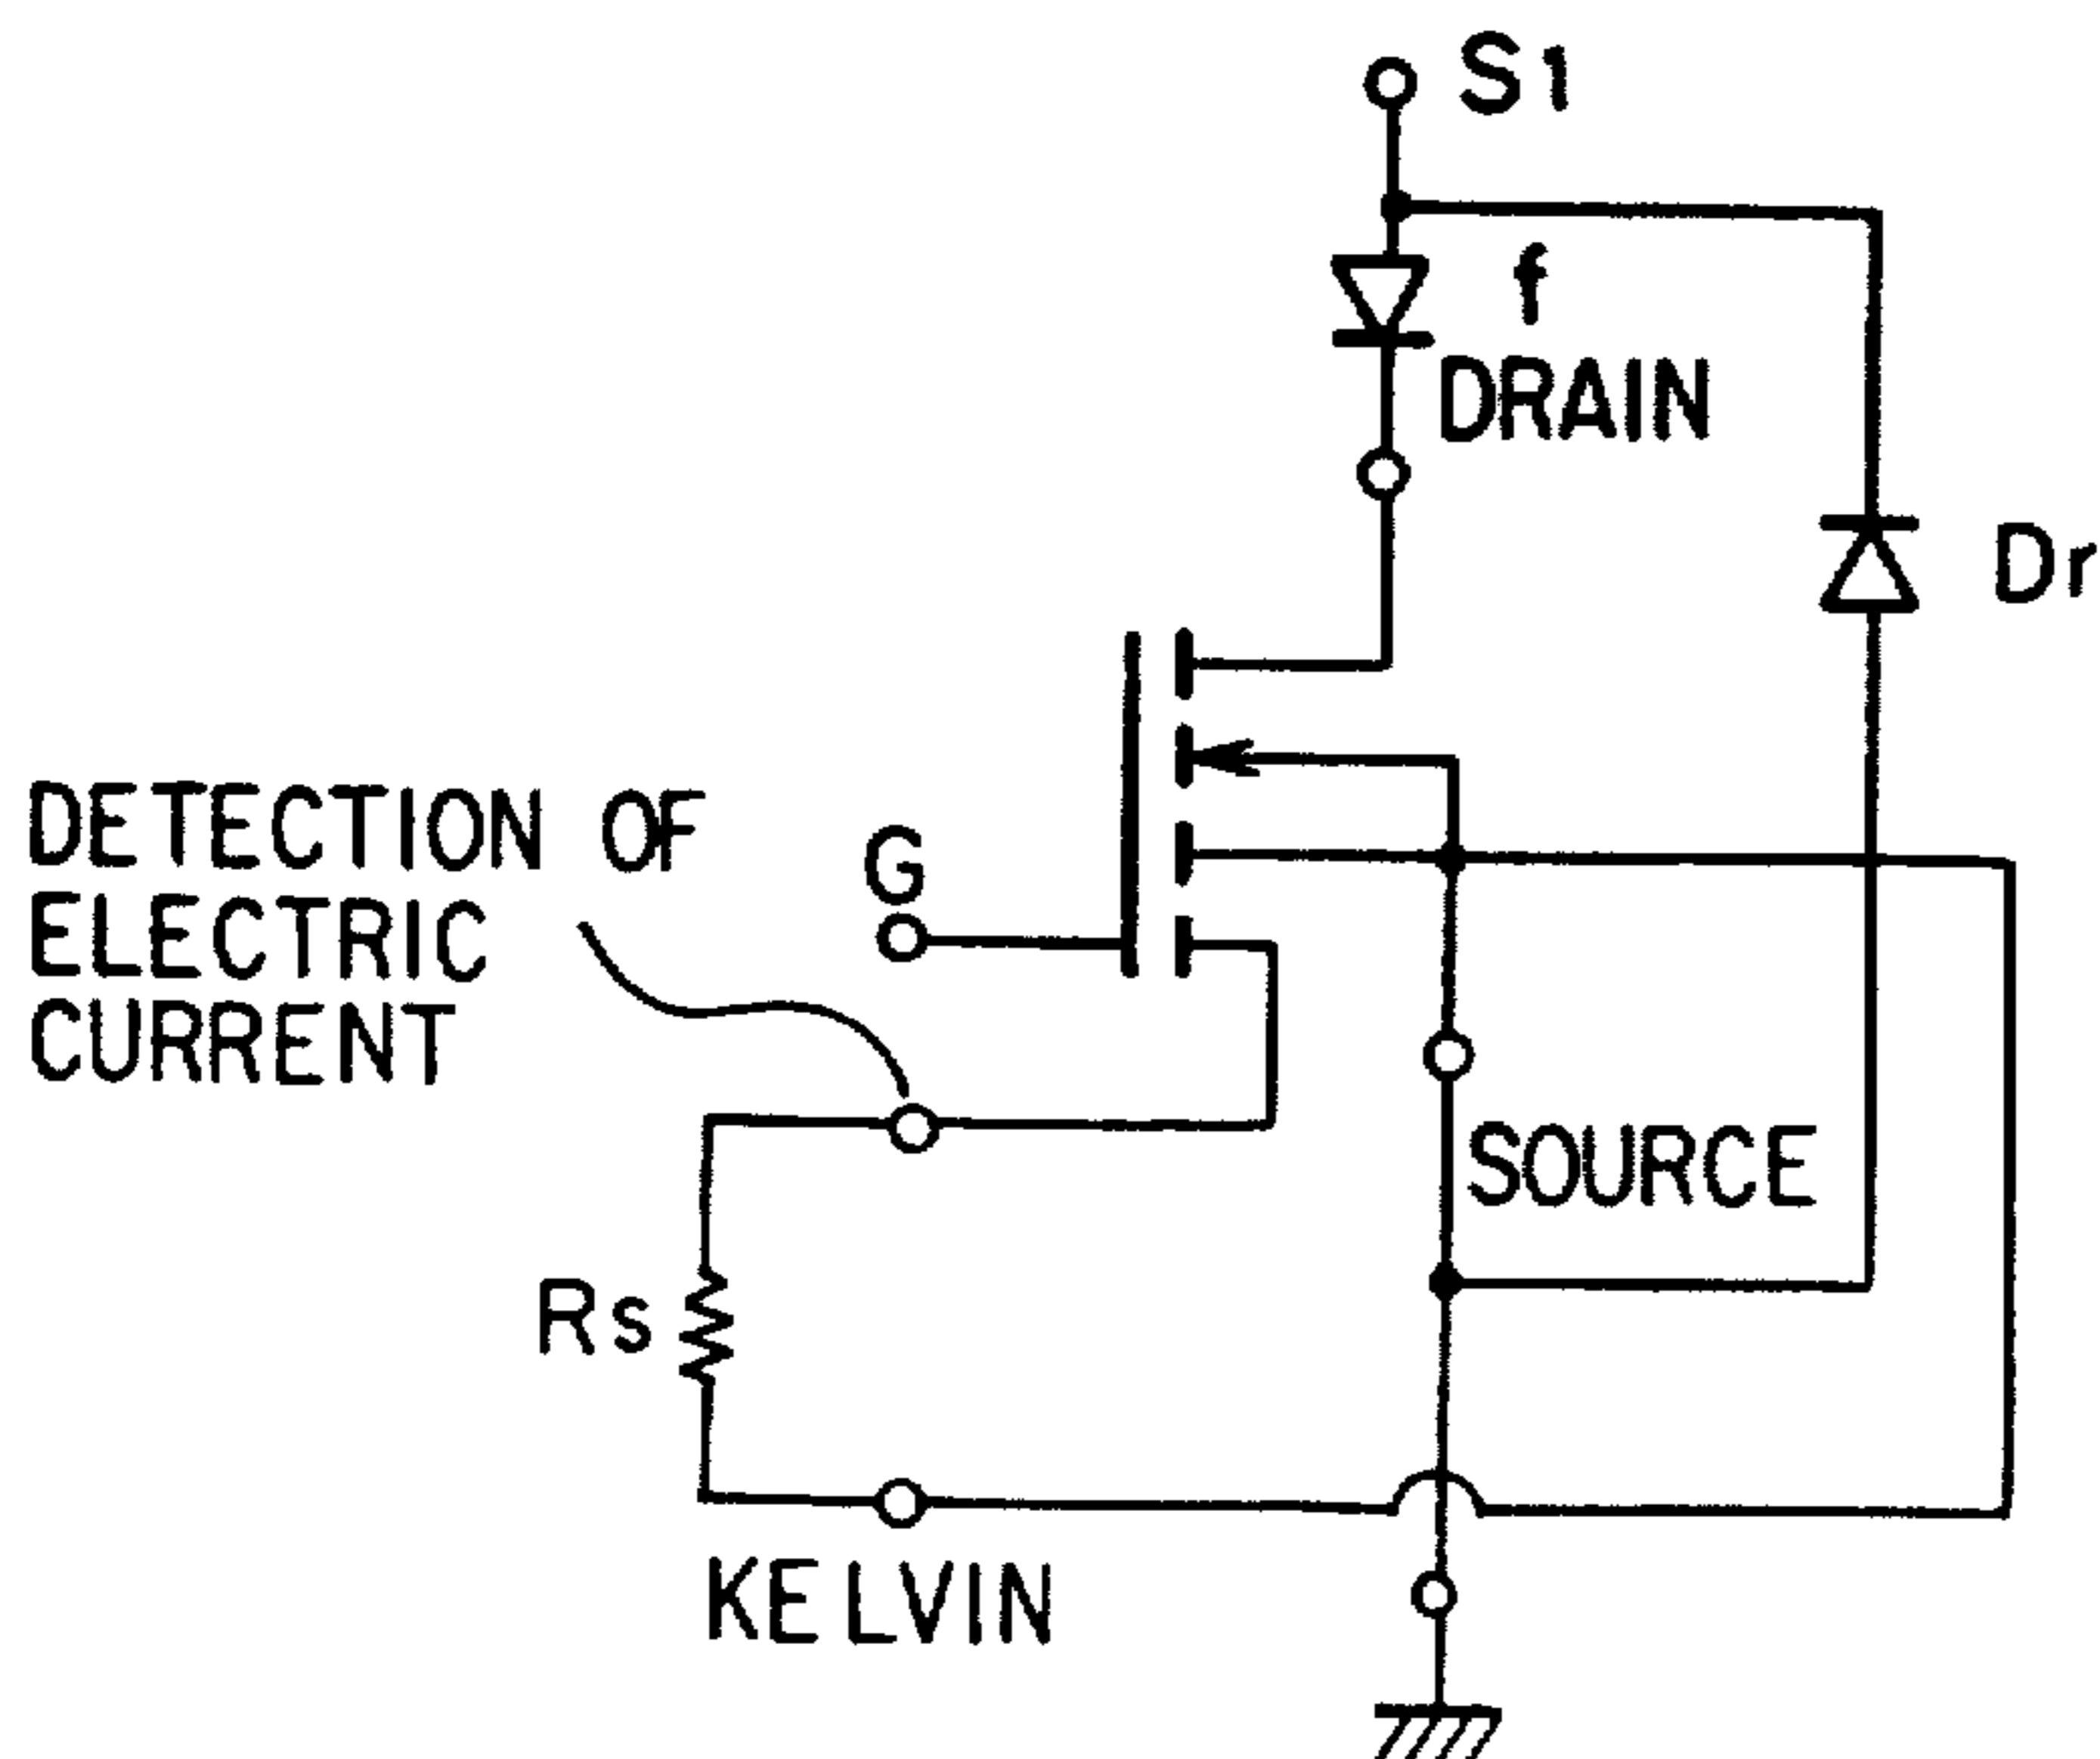 S1
f
DRAIN
Dr
DETECTION OF
ELECTRIC
CURRENT
G
SOURCE
Rs
KELVIN